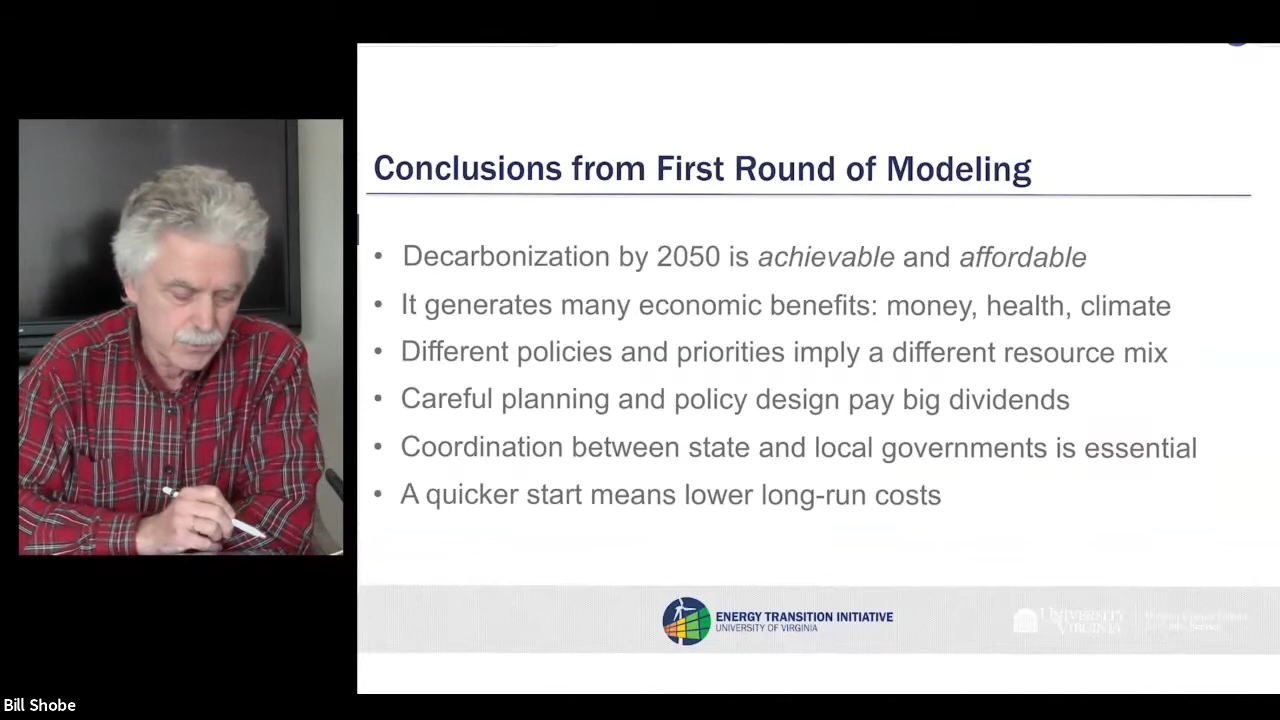 Conclusions from First Round of Modeling
• Decarbonization by 2050 is achievable and affordable
• It generates many economic benefits: money, health, climate
• Different policies and priorities imply a different resource mix
• Careful planning and policy design pay big dividends
• Coordination between state and local governments is essential
• A quicker start means lower long-run costs
ENERGY TRANSITION INITIATIVE
UNIVERSITY OF VIRGINIA
UNIVERSITY
VIRGINIA
Bill Shobe